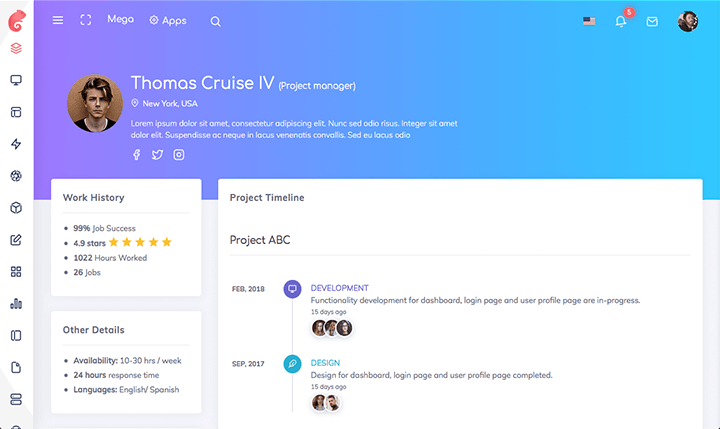 Mega
Apps
5
Thomas Cruise IV (Project manager)
New York, USA
Lorem ipsum dolor sit amet, consectetur adipiscing elit. Nunc sed odio risus. Integer sit amet
dolor elit. Suspendisse ac neque in lacus venenatis convallis. Sed eu lacus odio
Work History
99% Job Success
4.9 stars
1022 Hours Worked
26 Jobs
Other Details
Availability: 10-30 hrs / week
24 hours response time
Languages: English/ Spanish
Project Timeline
Project ABC
FEB, 2018
DEVELOPMENT
Functionality development for dashboard, login page and user profile page are in-progress.
15 days ago
SEP, 2017
DESIGN
Design for dashboard, login page and user profile page completed.
15 days ago